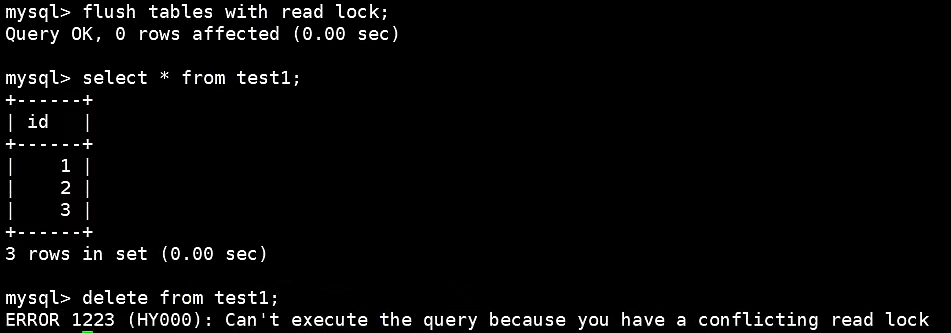 mysql> flush tables with read lock;
Query OK, 0 rows affected (0.00 sec)
mysql> select * from test1;
+------+
| id   |
+------+
|    1 |
|    2 |
|    3 |
+------+
3 rows in set (0.00 sec)
mysql> delete from test1;
ERROR 1223 (HY000): Can't execute the query because you have a conflicting read lock